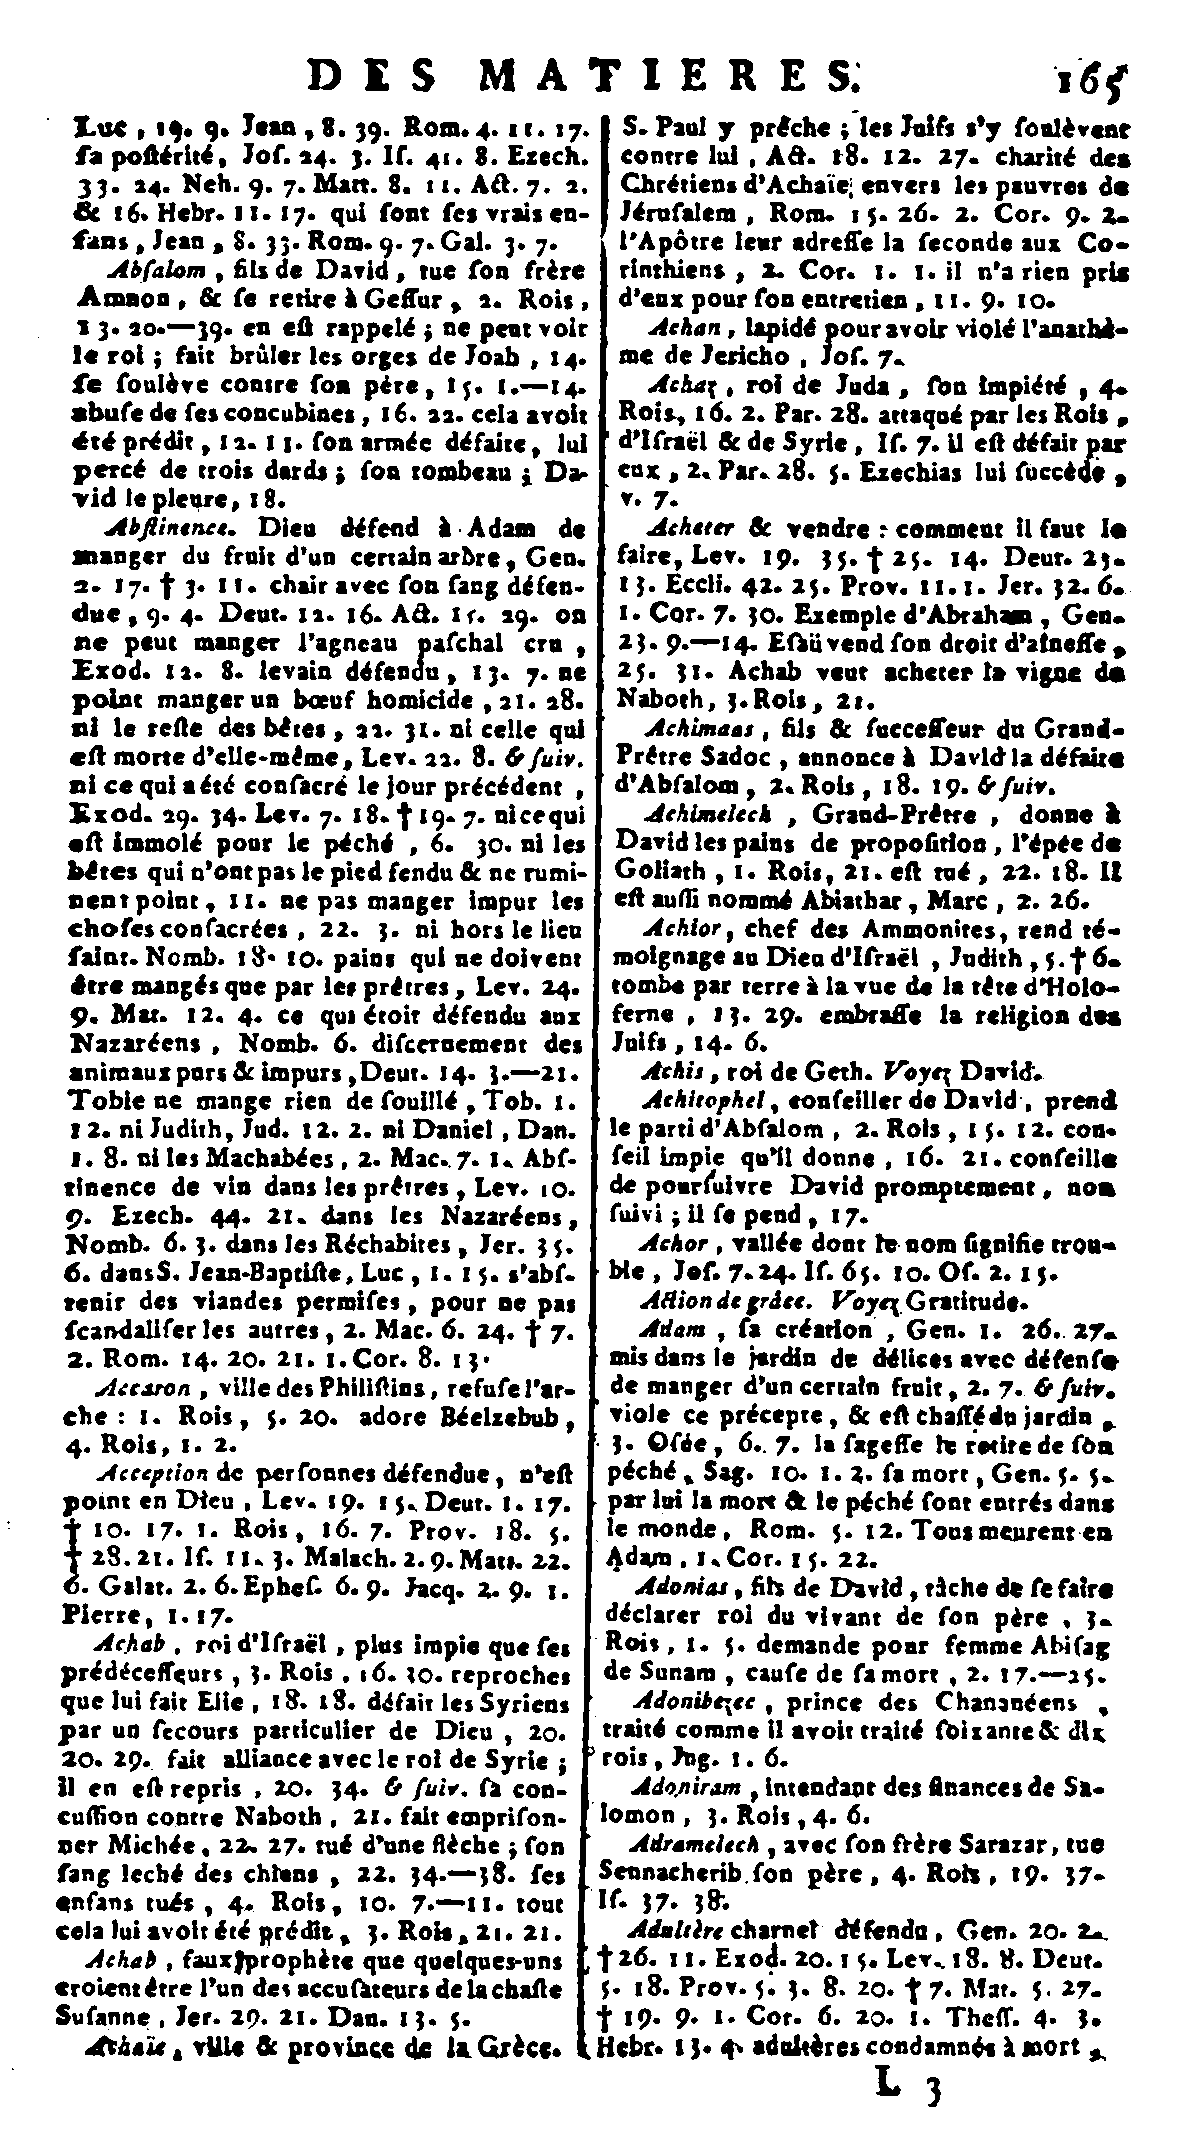 DES MATIERES. 165
Luc, 19. 9. Jean, 8. 39. Rom. 4. 11. 17.
ſa poſtérité, Joſ. 24. 3. Iſ. 41. 8. Ezech.
33. 24. Neh. 9. 7. Matt. 8. 11. Act. 7. 2.
& 16. Hebr. 11. 17. qui ſont ſes vrais en-
fans, Jean, 8. 33. Rom. 9. 7. Gal. 3. 7.
Abſalom, fils de David, tue ſon frère
Amnon, & ſe retire à Geſſur, 2. Rois,
13. 20.—39. en eſt rappelé; ne peut voir
le roi; fait brûler les orges de Joab, 14.
ſe ſoulève contre ſon père, 15. 1.—14.
abuſe de ſes concubines, 16. 22. cela avoit
été prédit, 12. 11. ſon armée défaite, lui
percé de trois dards; ſon tombeau; Da-
vid le pleure, 18.
Abſtinence. Dieu défend à Adam de
manger du fruit d'un certain arbre, Gen.
2. 17. † 3. 11. chair avec ſon ſang défen-
due, 9. 4. Deut. 12. 16. Act. 15. 29. on
ne peut manger l'agneau paſchal cru,
Exod. 12. 8. levain défendu, 13. 7. ne
point manger un bœuf homicide, 21. 28.
ni le reſte des bêtes, 22. 31. ni celle qui
eſt morte d'elle-même, Lev. 22. 8. & ſuiv.
ni ce qui a été conſacré le jour précédent,
Exod. 29. 34. Lev. 7. 18. † 19. 7. ni ce qui
eſt immolé pour le péché, 6. 30. ni les
bêtes qui n'ont pas le pied fendu & ne rumi-
nent point, 11. ne pas manger impur les
choſes conſacrées, 22. 3. ni hors le lieu
ſaint. Nomb. 18. 10. pains qui ne doivent
être mangés que par les prêtres, Lev. 24.
9. Mat. 12. 4. ce qui étoit défendu aux
Nazaréens, Nomb. 6. diſcernement des
animaux purs & impurs, Deut. 14. 3.—21.
Tobie ne mange rien de ſouillé, Tob. 1.
12. ni Judith, Jud. 12. 2. ni Daniel, Dan.
1. 8. ni les Machabées, 2. Mac. 7. 1. Abſ-
tinence de vin dans les prêtres, Lev. 10.
9. Ezech. 44. 21. dans les Nazaréens,
Nomb. 6. 3. dans les Réchabites, Jer. 35.
6. dans S. Jean-Baptiſte, Luc, 1. 15. s'abſ-
tenir des viandes permiſes, pour ne pas
ſcandaliſer les autres, 2. Mac. 6. 24. † 7.
2. Rom. 14. 20. 21. 1. Cor. 8. 13.
Accaron, ville des Philiſtins, refuſe l'ar-
che : 1. Rois, 5. 20. adore Béelzebub,
4. Rois, 1. 2.
Acception de perſonnes défendue, n'eſt
point en Dieu, Lev. 19. 15. Deut. 1. 17.
† 10. 17. 1. Rois, 16. 7. Prov. 18. 5.
† 28. 21. Iſ. 11. 3. Malach. 2. 9. Matt. 22.
6. Galat. 2. 6. Epheſ. 6. 9. Jacq. 2. 9. 1.
Pierre, 1. 17.
Achab, roi d'Iſraël, plus impie que ſes
prédéceſſeurs, 3. Rois, 16. 30. reproches
que lui fait Elie, 18. 18. défait les Syriens
par un ſecours particulier de Dieu, 20.
20. 29. fait alliance avec le roi de Syrie;
il en eſt repris, 20. 34. & ſuiv. ſa con-
cuſſion contre Naboth, 21. fait empriſon-
ner Michée, 22. 27. tué d'une flèche; ſon
ſang leché des chiens, 22. 34.—38. ſes
enfans tués, 4. Rois, 10. 7.—11. tout
cela lui avoit été prédit, 3. Rois, 21. 21.
Achab, faux prophète que quelques-uns
croient être l'un des accuſateurs de la chaſte
Suſanne, Jer. 29. 21. Dan. 13. 5.
Achaïe, ville & province de la Grèce.
S. Paul y prêche; les Juifs s'y ſoulèvent
contre lui, Act. 18. 12. 27. charité des
Chrétiens d'Achaïe, envers les pauvres de
Jéruſalem, Rom. 15. 26. 2. Cor. 9. 2.
l'Apôtre leur adreſſe la ſeconde aux Co-
rinthiens, 2. Cor. 1. 1. il n'a rien pris
d'eux pour ſon entretien, 11. 9. 10.
Achan, lapidé pour avoir violé l'anathê-
me de Jericho, Joſ. 7.
Achaz, roi de Juda, ſon impiété, 4.
Rois, 16. 2. Par. 28. attaqué par les Rois,
d'Iſraël & de Syrie, Iſ. 7. il eſt défait par
eux, 2. Par. 28. 5. Ezechias lui ſuccède,
v. 7.
Acheter & vendre : comment il faut le
faire, Lev. 19. 35. † 25. 14. Deut. 23.
13. Eccli. 42. 25. Prov. 11. 1. Jer. 32. 6.
1. Cor. 7. 30. Exemple d'Abraham, Gen.
23. 9.—14. Eſaü vend ſon droit d'aîneſſe,
25. 31. Achab veut acheter la vigne de
Naboth, 3. Rois, 21.
Achimaas, fils & ſucceſſeur du Grand-
Prêtre Sadoc, annonce à David la défaite
d'Abſalom, 2. Rois, 18. 19. & ſuiv.
Achimelech, Grand-Prêtre, donne à
David les pains de propoſition, l'épée de
Goliath, 1. Rois, 21. eſt tué, 22. 18. Il
eſt auſſi nommé Abiathar, Marc, 2. 26.
Achior, chef des Ammonites, rend té-
moignage au Dieu d'Iſraël, Judith, 5. † 6.
tombe par terre à la vue de la tête d'Holo-
ferne, 13. 29. embraſſe la religion des
Juifs, 14. 6.
Achis, roi de Geth. Voyez David.
Achitophel, conſeiller de David, prend
le parti d'Abſalom, 2. Rois, 15. 12. con-
ſeil impie qu'il donne, 16. 21. conſeille
de pourſuivre David promptement, non
ſuivi; il ſe pend, 17.
Achor, vallée dont le nom ſignifie trou-
ble, Joſ. 7. 24. Iſ. 65. 10. Oſ. 2. 15.
Action de grâce. Voyez Gratitude.
Adam, ſa création, Gen. 1. 26. 27.
mis dans le jardin de délices avec défenſe
de manger d'un certain fruit, 2. 7. & ſuiv.
viole ce précepte, & eſt chaſſé du jardin,
3. Oſée, 6. 7. la ſageſſe le retire de ſon
péché, Sag. 10. 1. 2. ſa mort, Gen. 5. 5.
par lui la mort & le péché ſont entrés dans
le monde, Rom. 5. 12. Tous meurent en
Adam, 1. Cor. 15. 22.
Adonias, fils de David, tâche de ſe faire
déclarer roi du vivant de ſon père, 3.
Rois, 1. 5. demande pour femme Abiſag
de Sunam, cauſe de ſa mort, 2. 17.—25.
Adonibezec, prince des Chananéens,
traité comme il avoit traité ſoixante & dix
rois, Jug. 1. 6.
Adoniram, intendant des finances de Sa-
lomon, 3. Rois, 4. 6.
Adramelech, avec ſon frère Sarazar, tue
Sennacherib ſon père, 4. Rois, 19. 37.
Iſ. 37. 38.
Adultère charnel défendu, Gen. 20. 2.
† 26. 11. Exod. 20. 15. Lev. 18. 8. Deut.
5. 18. Prov. 5. 3. 8. 20. † 7. Mat. 5. 27.
† 19. 9. 1. Cor. 6. 20. 1. Theſſ. 4. 3.
Hebr. 13. 4. adultères condamnés à mort,
L 3